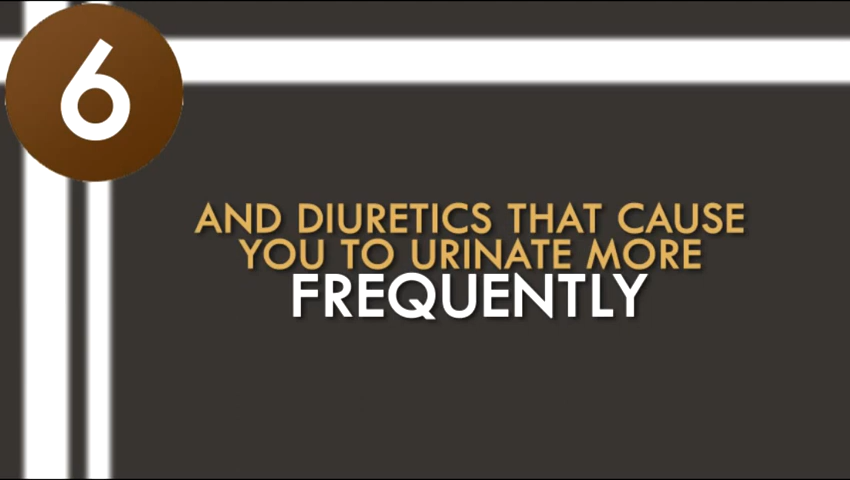 6
AND DIURETICS THAT CAUSE
YOU TO URINATE MORE
FREQUENTLY